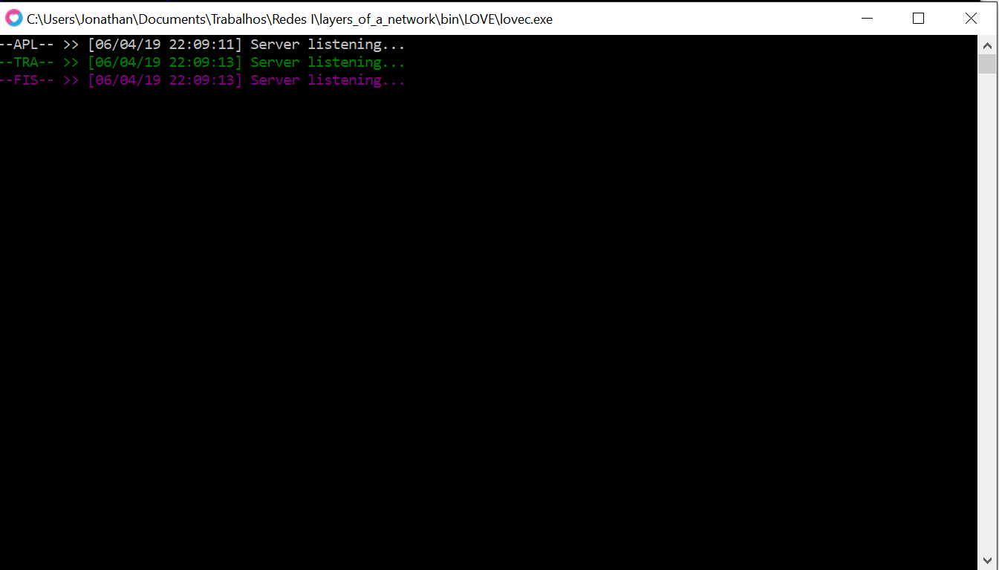 C:\Users\Jonathan\Documents\Trabalhos\Redes I\layers_of_a_network\bin\LOVE\lovec.exe
--APL-- >> [06/04/19 22:09:11] Server listening...
--TRA-- >> [06/04/19 22:09:13] Server listening...
--FIS-- >> [06/04/19 22:09:13] Server listening...